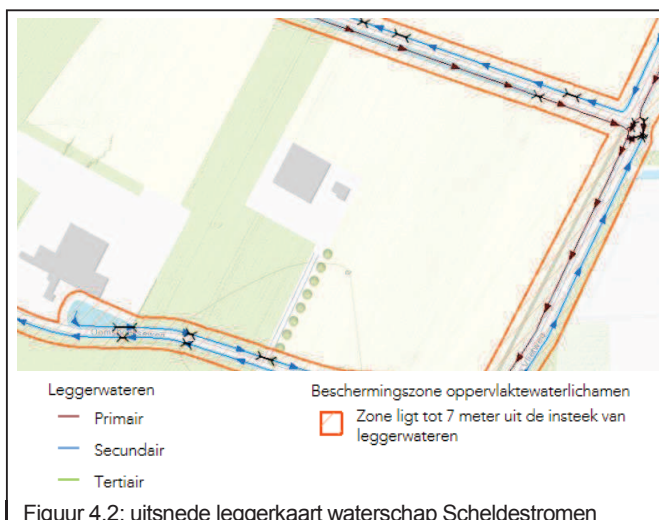 Leggerwateren
Primair
Secundair
Tertiair
Beschermingszone oppervlaktewaterlichamen
Zone ligt tot 7 meter uit de insteek van
leggerwateren
Figuur 4.2: uitsnede leggerkaart waterschap Scheldestromen